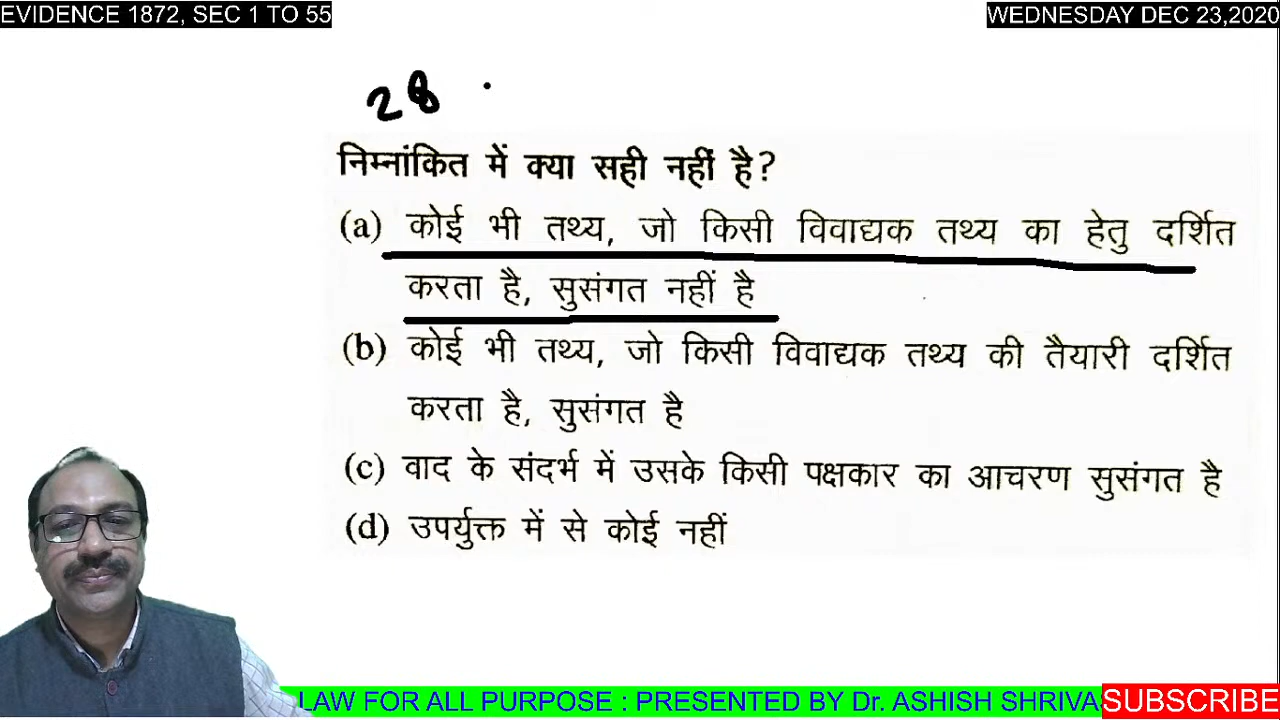 EVIDENCE 1872, SEC 1 TO 55
WEDNESDAY DEC 23,2020
28 .
निम्नांकित में क्या सही नहीं है?
(a) कोई भी तथ्य, जो किसी विवाद्यक तथ्य का हेतु दर्शित
करता है, सुसंगत नहीं है
(b) कोई भी तथ्य, जो किसी विवाद्यक तथ्य की तैयारी दर्शित
करता है, सुसंगत है
(c) वाद के संदर्भ में उसके किसी पक्षकार का आचरण सुसंगत है
(d) उपर्युक्त में से कोई नहीं
LAW FOR ALL PURPOSE : PRESENTED BY Dr. ASHISH SHRIVA
SUBSCRIBE